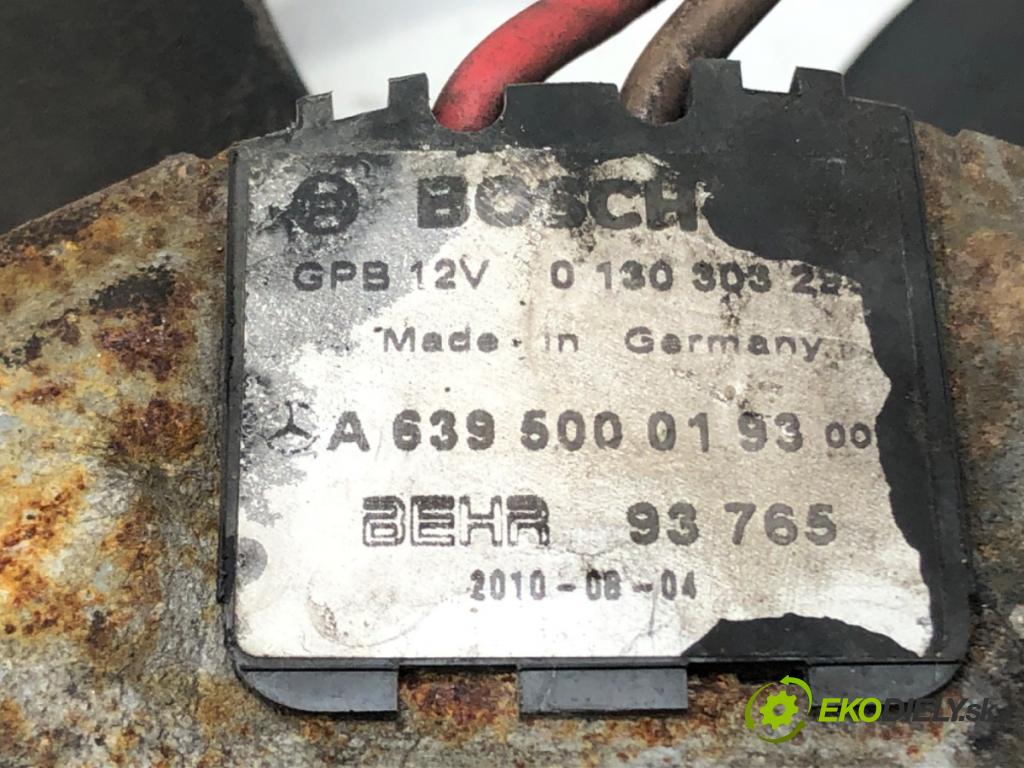 BOSCH
GPB 12V 0 130 303
Made in Germany
A 639 500 01 93 00
BEHR 93 765
2010-08-04
EKODIELY.sk